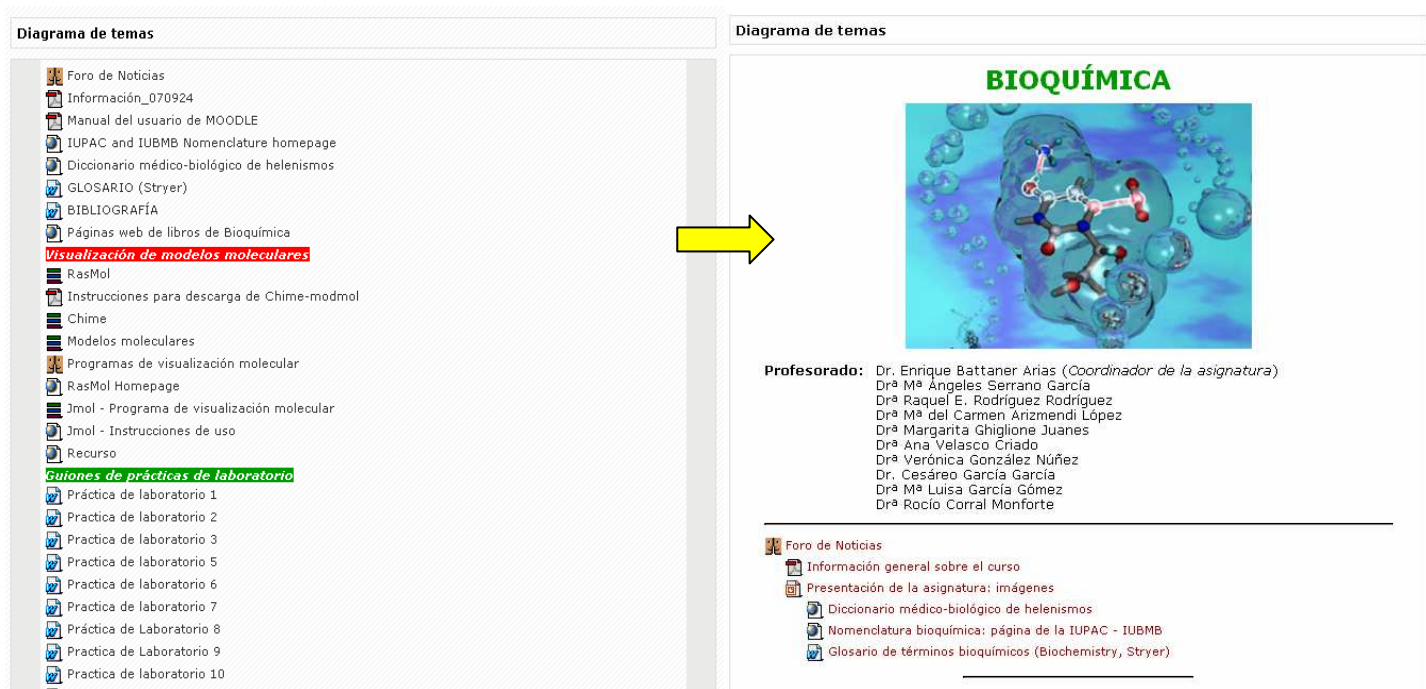 Diagrama de temas
Foro de Noticias
Información_070924
Manual del usuario de MOODLE
IUPAC and IUBMB Nomenclature homepage
Diccionario médico-biológico de helenismos
GLOSARIO (Stryer)
BIBLIOGRAFÍA
Páginas web de libros de Bioquímica
Visualización de modelos moleculares
RasMol
Instrucciones para descarga de Chime-modmol
Chime
Modelos moleculares
Programas de visualización molecular
RasMol Homepage
Jmol - Programa de visualización molecular
Jmol - Instrucciones de uso
Recurso
Guiones de prácticas de laboratorio
Práctica de laboratorio 1
Practica de laboratorio 2
Practica de laboratorio 3
Practica de laboratorio 5
Practica de laboratorio 6
Practica de laboratorio 7
Práctica de Laboratorio 8
Practica de Laboratorio 9
Practica de laboratorio 10
Diagrama de temas
BIOQUÍMICA
Profesorado: Dr. Enrique Battaner Arias (Coordinador de la asignatura)
Drª Mª Ángeles Serrano García
Drª Raquel E. Rodríguez Rodríguez
Drª Mª del Carmen Arizmendi López
Drª Margarita Ghiglione Juanes
Drª Ana Velasco Criado
Drª Verónica González Núñez
Dr. Cesáreo García García
Drª Mª Luisa García Gómez
Drª Rocío Corral Monforte
Foro de Noticias
Información general sobre el curso
Presentación de la asignatura: imágenes
Diccionario médico-biológico de helenismos
Nomenclatura bioquímica: página de la IUPAC - IUBMB
Glosario de términos bioquímicos (Biochemistry, Stryer)